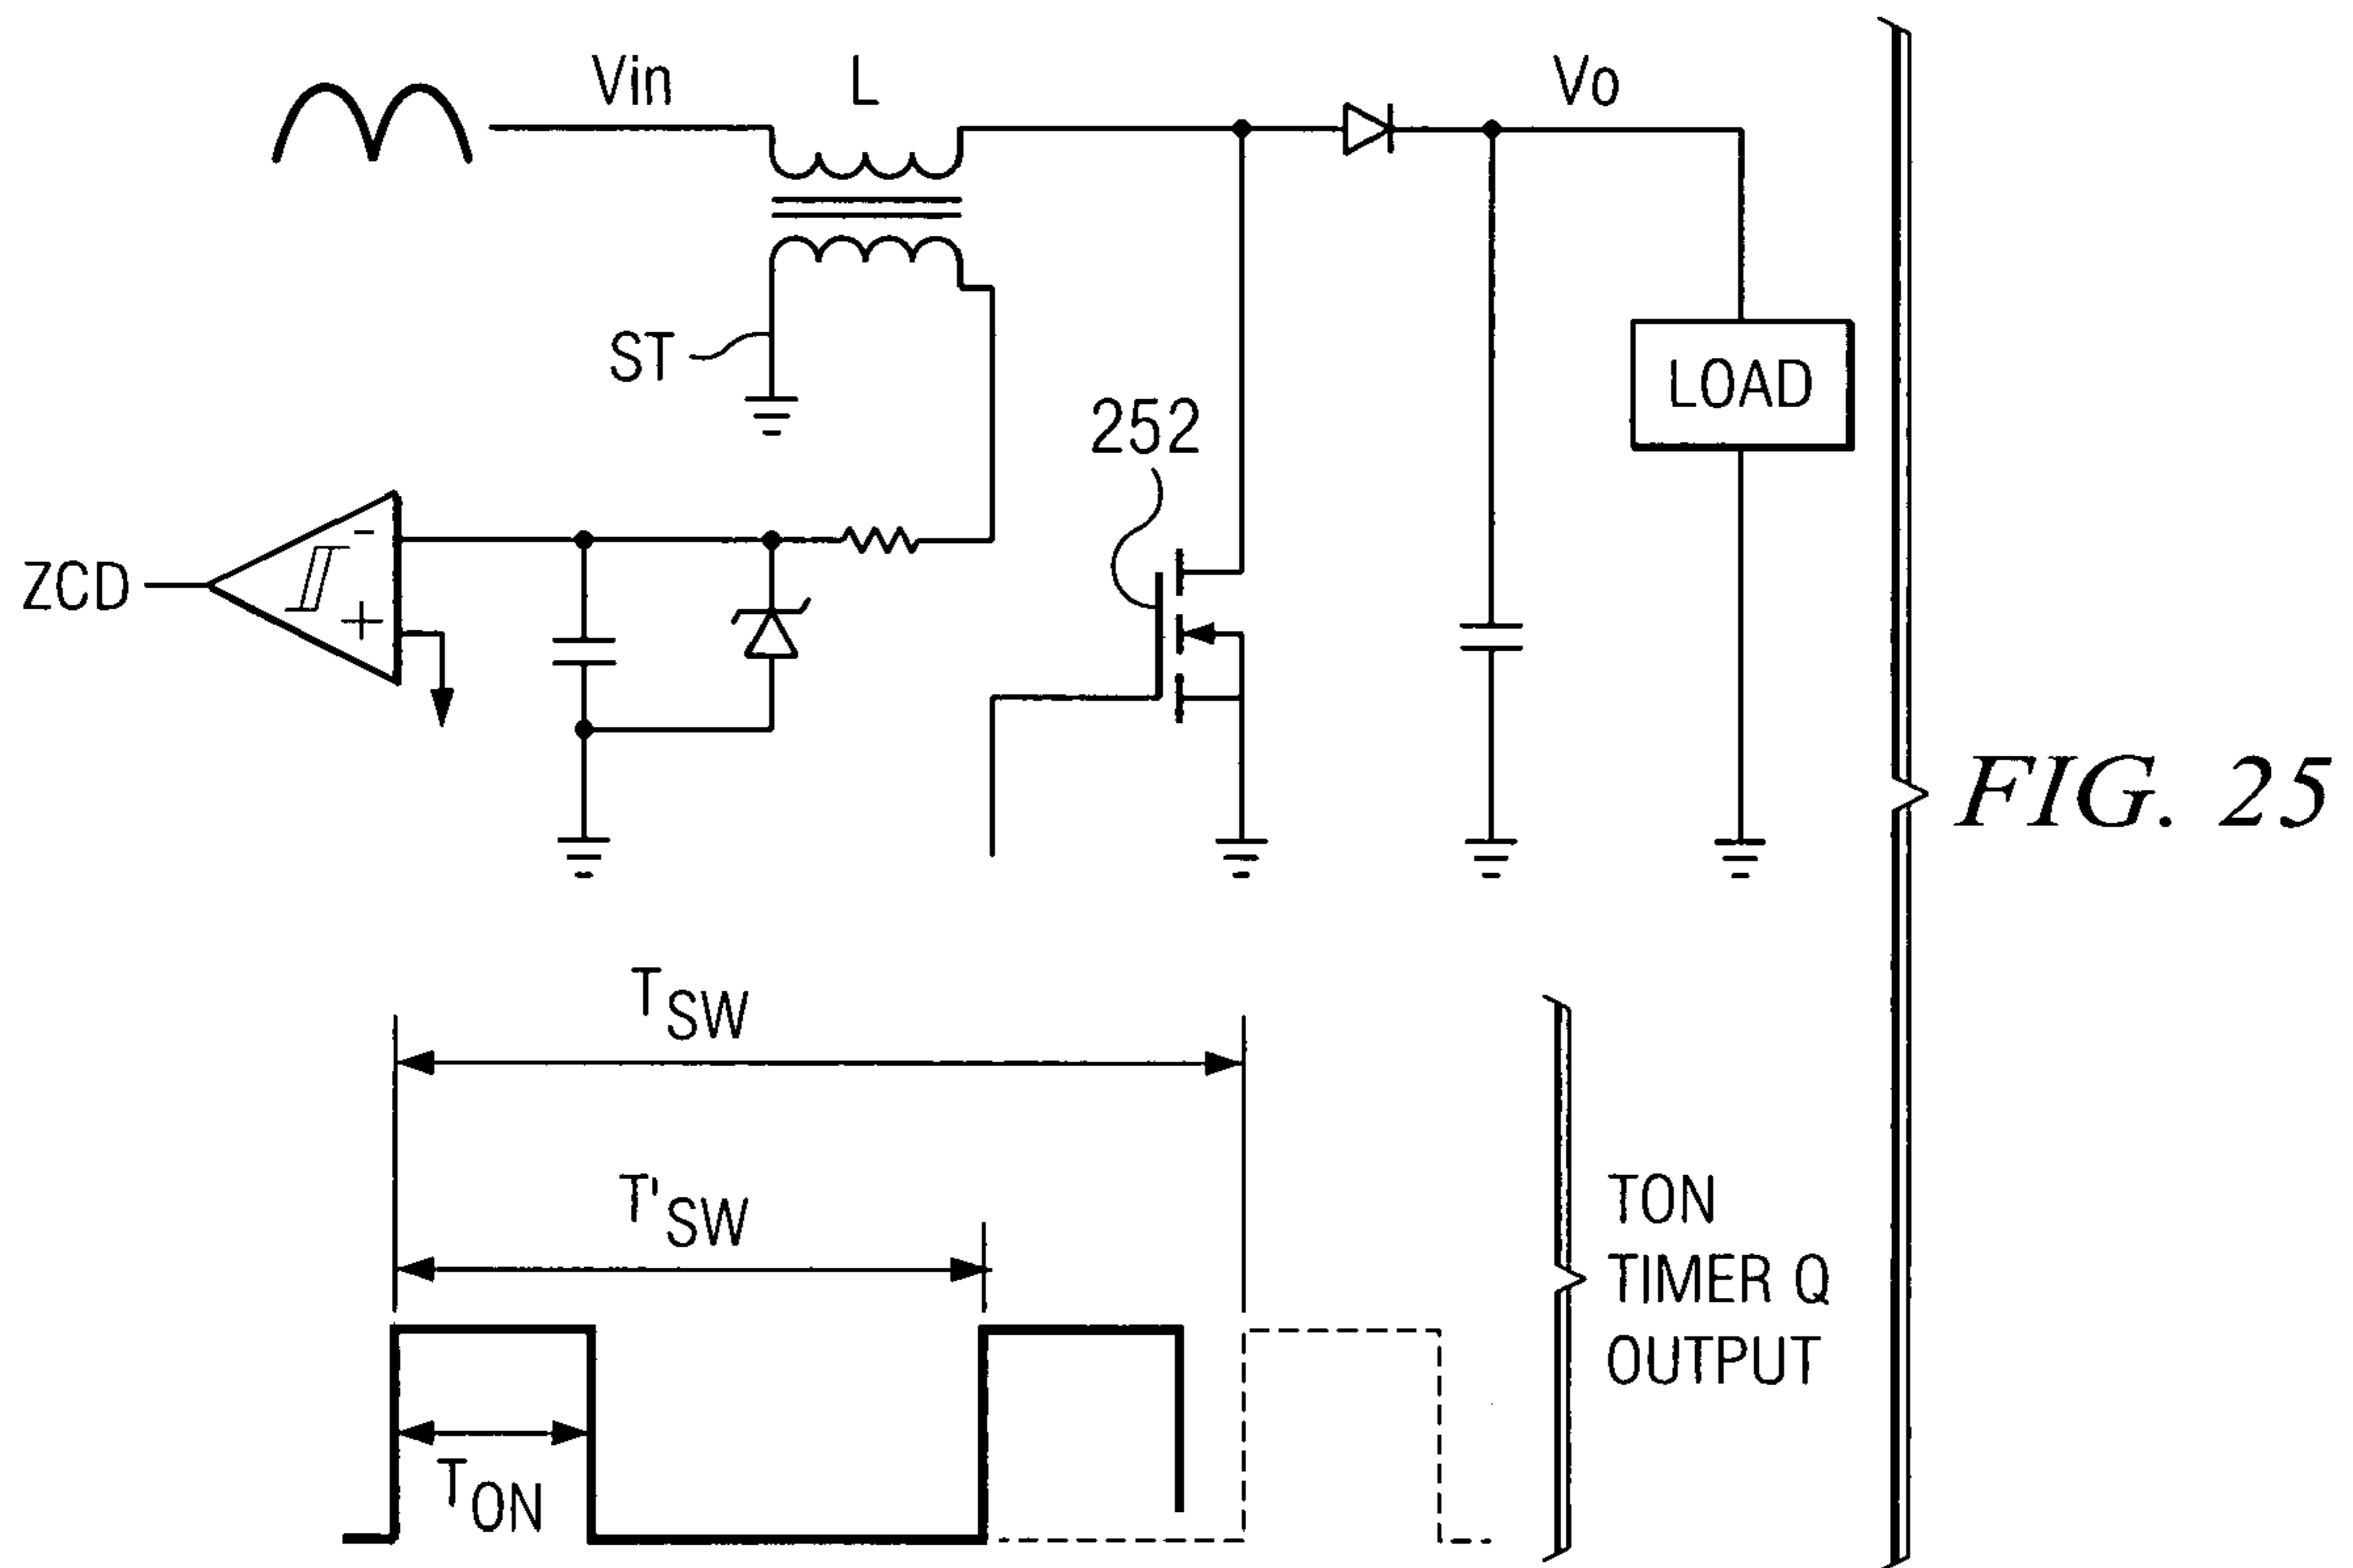 Vin
L
Vo
ST
252
LOAD
-
+
ZCD
FIG. 25
TSW
T'SW
TON
TON
TIMER Q
OUTPUT